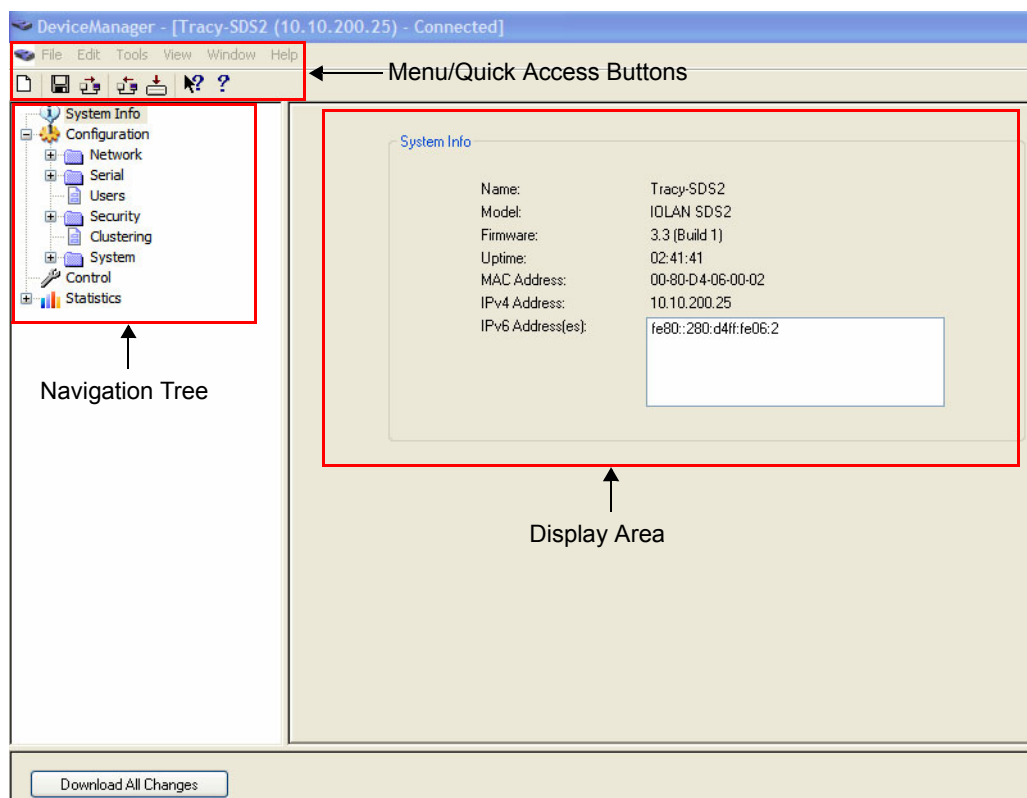 DeviceManager - [Tracy-SDS2 (10.10.200.25) - Connected]
File Edit Tools View Window Help
Menu/Quick Access Buttons
System Info
Configuration
Network
Serial
Users
Security
Clustering
System
Control
Statistics
Navigation Tree
System Info
Name: Tracy-SDS2
Model: IOLAN SDS2
Firmware: 3.3 (Build 1)
Uptime: 02:41:41
MAC Address: 00-80-D4-06-00-02
IPv4 Address: 10.10.200.25
IPv6 Address(es): fe80::280:d4ff:fe06:2
Display Area
Download All Changes